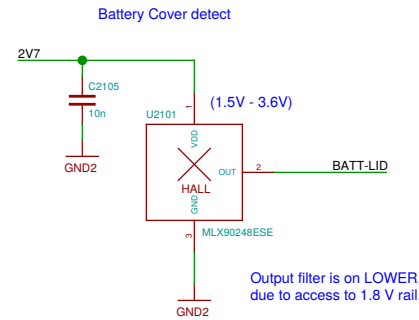 Battery Cover detect
2V7
C2105
10n
GND2
U2101
(1.5V - 3.6V)
1
VDD
HALL
OUT
2
BATT-LID
GND
3
MLX90248ESE
GND2
Output filter is on LOWER
due to access to 1.8 V rail